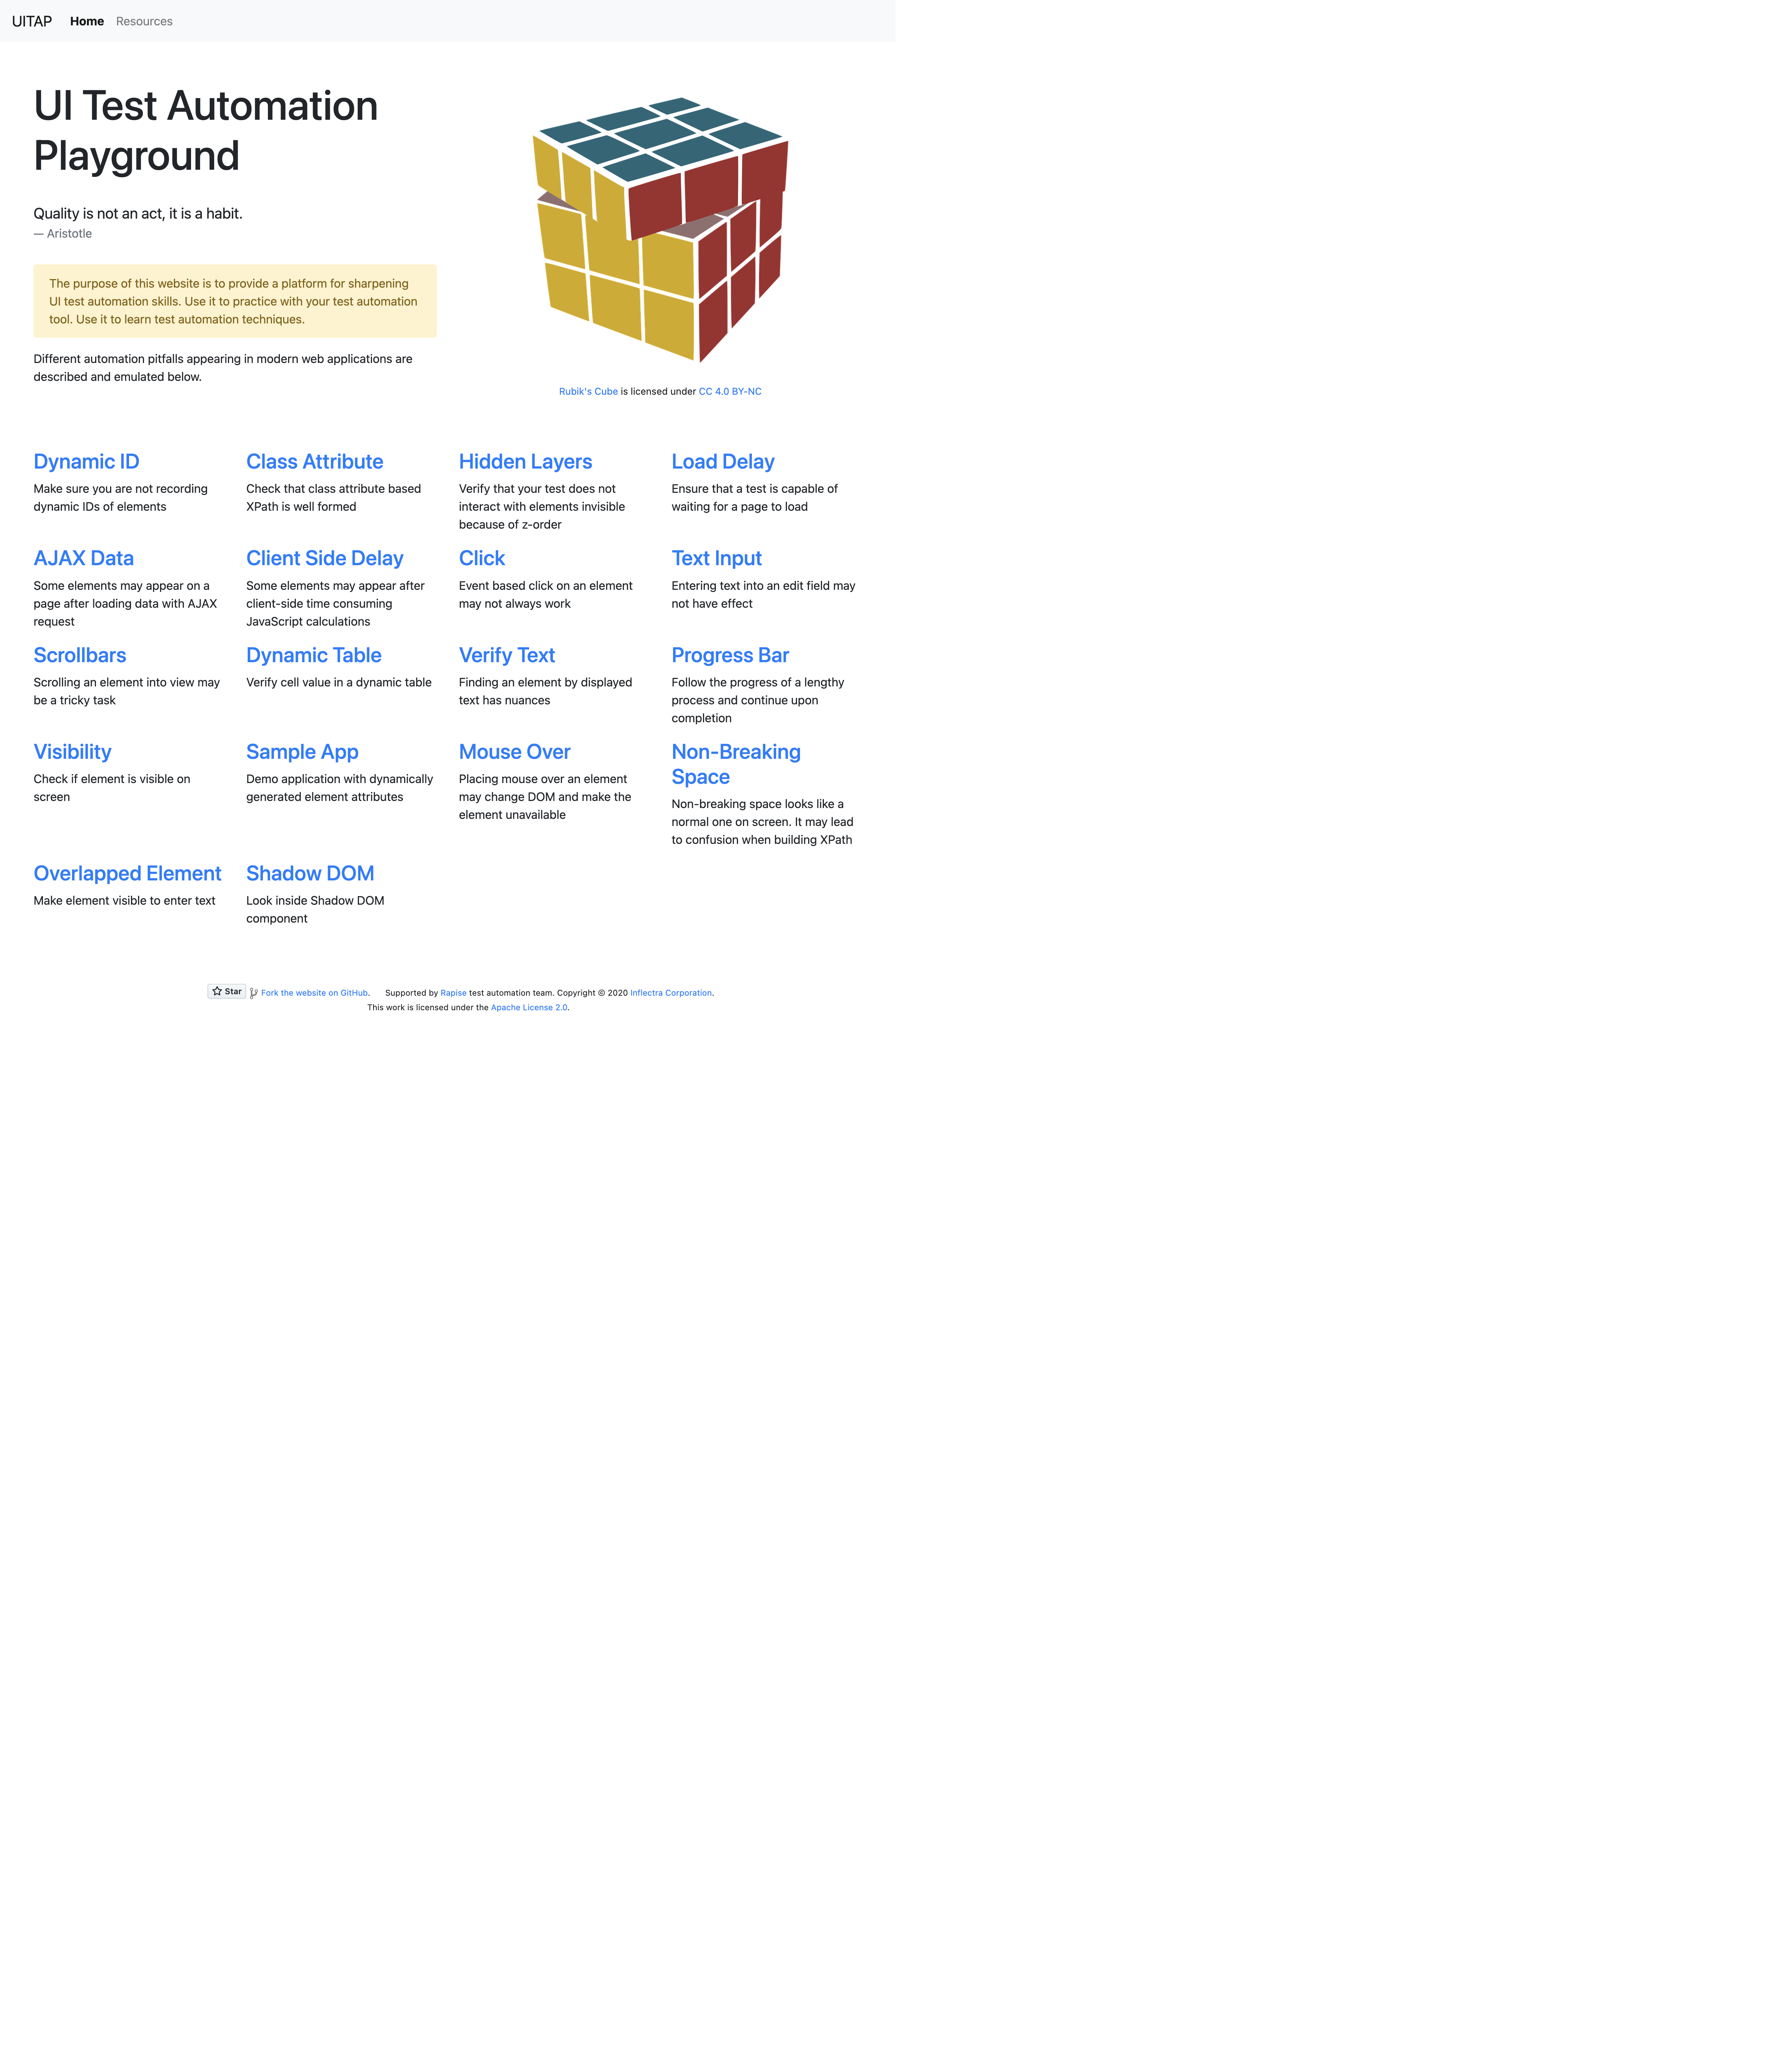 UITAP Home Resources
UI Test Automation
Playground
Quality is not an act, it is a habit.
— Aristotle
The purpose of this website is to provide a platform for sharpening
UI test automation skills. Use it to practice with your test automation
tool. Use it to learn test automation techniques.
Different automation pitfalls appearing in modern web applications are
described and emulated below.
Rubik's Cube is licensed under CC 4.0 BY-NC
Dynamic ID
Make sure you are not recording
dynamic IDs of elements
Class Attribute
Check that class attribute based
XPath is well formed
Hidden Layers
Verify that your test does not
interact with elements invisible
because of z-order
Load Delay
Ensure that a test is capable of
waiting for a page to load
AJAX Data
Some elements may appear on a
page after loading data with AJAX
request
Client Side Delay
Some elements may appear after
client-side time consuming
JavaScript calculations
Click
Event based click on an element
may not always work
Text Input
Entering text into an edit field may
not have effect
Scrollbars
Scrolling an element into view may
be a tricky task
Dynamic Table
Verify cell value in a dynamic table
Verify Text
Finding an element by displayed
text has nuances
Progress Bar
Follow the progress of a lengthy
process and continue upon
completion
Visibility
Check if element is visible on
screen
Sample App
Demo application with dynamically
generated element attributes
Mouse Over
Placing mouse over an element
may change DOM and make the
element unavailable
Non-Breaking
Space
Non-breaking space looks like a
normal one on screen. It may lead
to confusion when building XPath
Overlapped Element
Make element visible to enter text
Shadow DOM
Look inside Shadow DOM
component
Star Fork the website on GitHub. Supported by Rapise test automation team. Copyright © 2020 Inflectra Corporation.
This work is licensed under the Apache License 2.0.